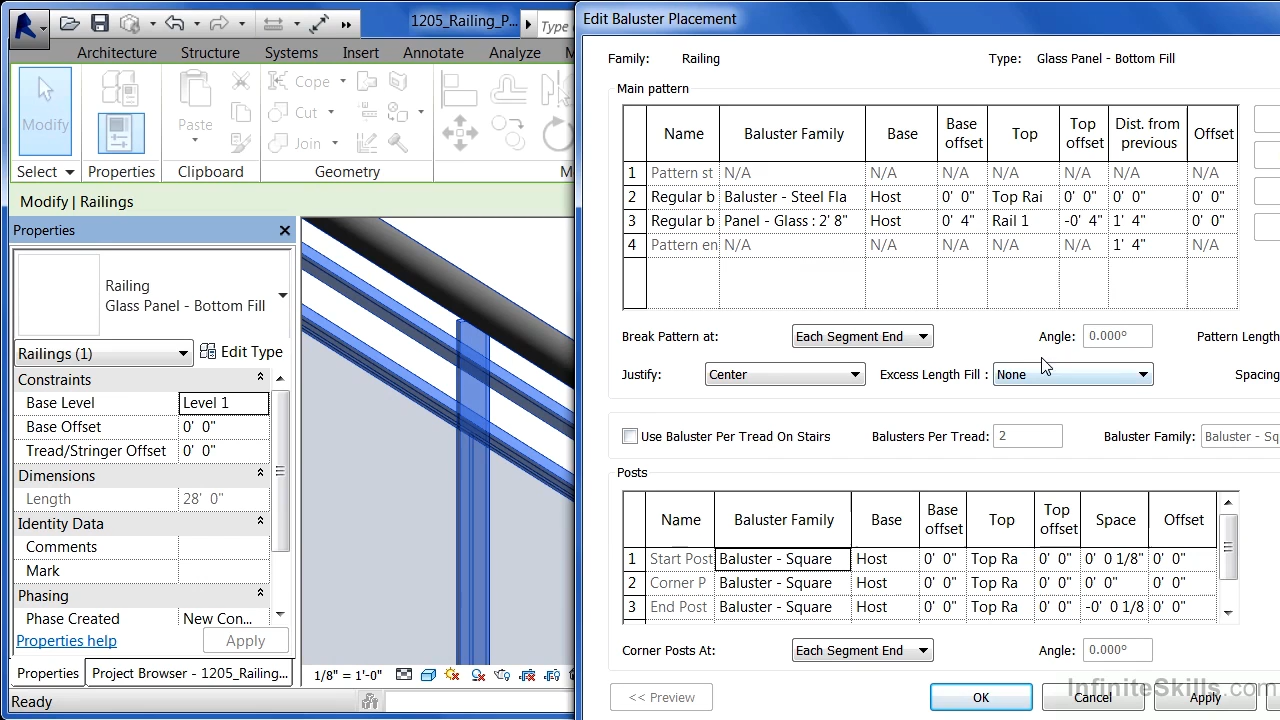 1205_Railing_P...
Type
Edit Baluster Placement
Architecture Structure Systems Insert Annotate Analyze M
Modify
Paste
Cope
Cut
Join
Select Properties Clipboard Geometry M
Modify | Railings
Properties
Railing
Glass Panel - Bottom Fill
Railings (1) Edit Type
Constraints
Base Level Level 1
Base Offset 0' 0"
Tread/Stringer Offset 0' 0"
Dimensions
Length 28' 0"
Identity Data
Comments
Mark
Phasing
Phase Created New Con...
Properties help Apply
Properties Project Browser - 1205_Railing...
1/8" = 1'-0"
Ready
Family: Railing Type: Glass Panel - Bottom Fill
Main pattern
Name Baluster Family Base Base offset Top Top offset Dist. from previous Offset
1 Pattern st N/A N/A N/A N/A N/A N/A N/A
2 Regular b Baluster - Steel Fla Host 0' 0" Top Rai 0' 0" 0' 0" 0' 0"
3 Regular b Panel - Glass : 2' 8" Host 0' 4" Rail 1 -0' 4" 1' 4" 0' 0"
4 Pattern en N/A N/A N/A N/A N/A 1' 4" N/A
Break Pattern at: Each Segment End Angle: 0.000° Pattern Length
Justify: Center Excess Length Fill : None Spacing
Use Baluster Per Tread On Stairs Balusters Per Tread: 2 Baluster Family: Baluster - Sq
Posts
Name Baluster Family Base Base offset Top Top offset Space Offset
1 Start Post Baluster - Square Host 0' 0" Top Ra 0' 0" 0' 0 1/8" 0' 0"
2 Corner P Baluster - Square Host 0' 0" Top Ra 0' 0" 0' 0" 0' 0"
3 End Post Baluster - Square Host 0' 0" Top Ra 0' 0" -0' 0 1/8 0' 0"
Corner Posts At: Each Segment End Angle: 0.000°
<< Preview OK Cancel Apply
InfiniteSkills.com